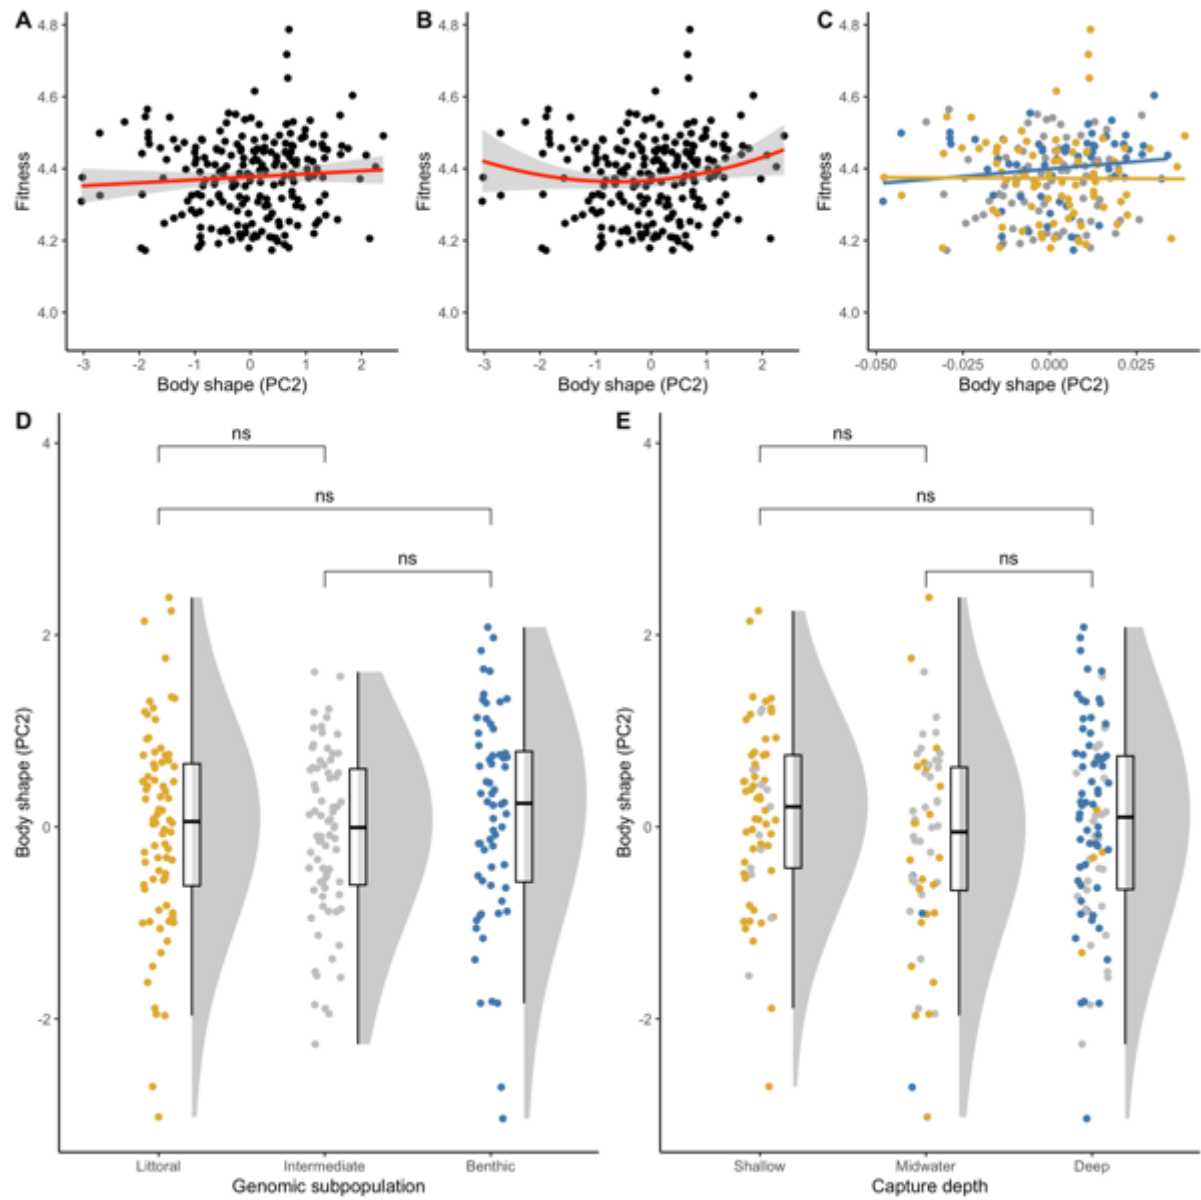 A
4.8
4.6
4.4
4.2
4.0
Fitness
-3
-2
-1
0
1
2
Body shape (PC2)
B
4.8
4.6
4.4
4.2
4.0
Fitness
-3
-2
-1
0
1
2
Body shape (PC2)
C
4.8
4.6
4.4
4.2
4.0
Fitness
-0.050
-0.025
0.000
0.025
Body shape (PC2)
D
ns
ns
ns
4
2
0
-2
Body shape (PC2)
Littoral
Intermediate
Benthic
Genomic subpopulation
E
ns
ns
ns
4
2
0
-2
Body shape (PC2)
Shallow
Midwater
Deep
Capture depth